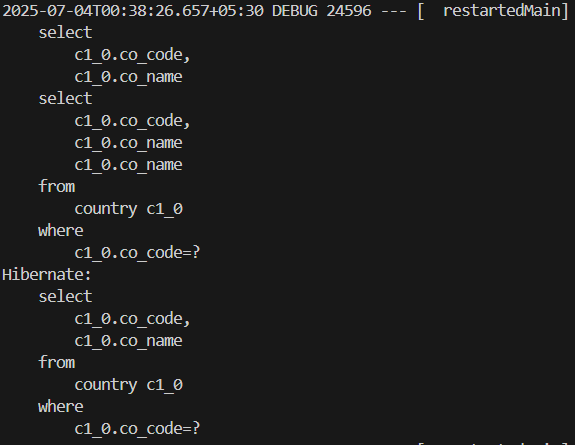 2025-07-04T00:38:26.657+05:30 DEBUG 24596 --- [  restartedMain]
    select
        c1_0.co_code,
        c1_0.co_name
    select
        c1_0.co_code,
        c1_0.co_name
        c1_0.co_name
    from
        country c1_0
    where
        c1_0.co_code=?
Hibernate:
    select
        c1_0.co_code,
        c1_0.co_name
    from
        country c1_0
    where
        c1_0.co_code=?